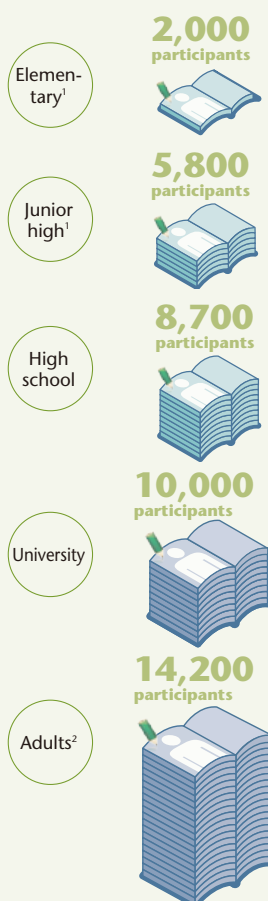 2,000
participants
Elemen-
tary¹
5,800
participants
Junior
high¹
8,700
participants
High
school
10,000
participants
University
14,200
participants
Adults²